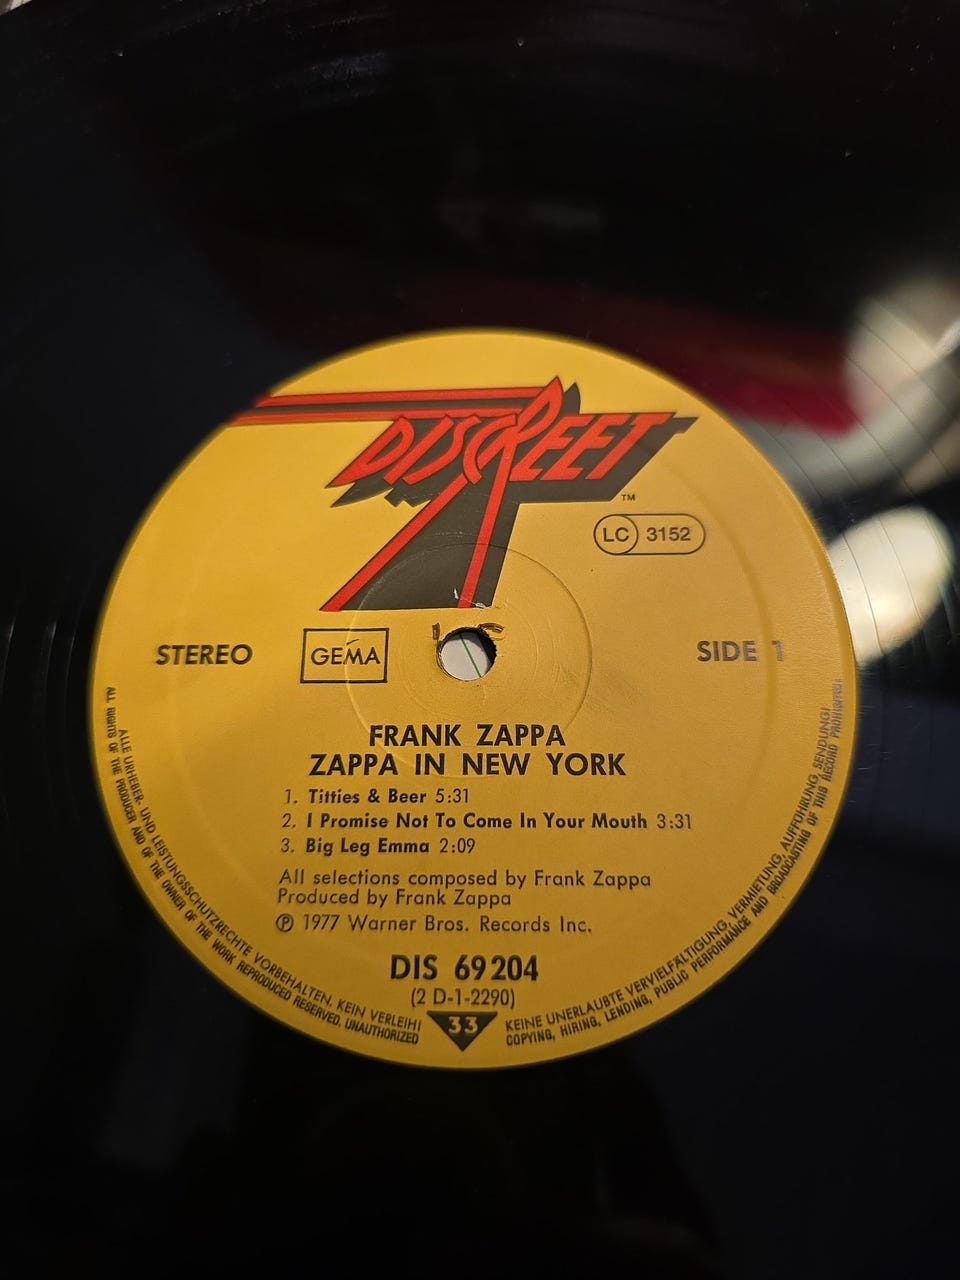 DISCREET
TM
LC 3152
STEREO
GEMA
SIDE 1
FRANK ZAPPA
ZAPPA IN NEW YORK
1. Titties & Beer 5:31
2. I Promise Not To Come In Your Mouth 3:31
3. Big Leg Emma 2:09
All selections composed by Frank Zappa
Produced by Frank Zappa
℗ 1977 Warner Bros. Records Inc.
DIS 69 204
(2 D-1-2290)
33
ALLE URHEBER- UND LEISTUNGSSCHUTZRECHTE VORBEHALTEN. KEIN VERLEIH! KEINE UNERLAUBTE VERVIELFÄLTIGUNG, VERMIETUNG, AUFFÜHRUNG, SENDUNG!
ALL RIGHTS OF THE PRODUCER AND OF THE OWNER OF THE WORK REPRODUCED RESERVED. UNAUTHORIZED COPYING, HIRING, LENDING, PUBLIC PERFORMANCE AND BROADCASTING OF THIS RECORD PROHIBITED!